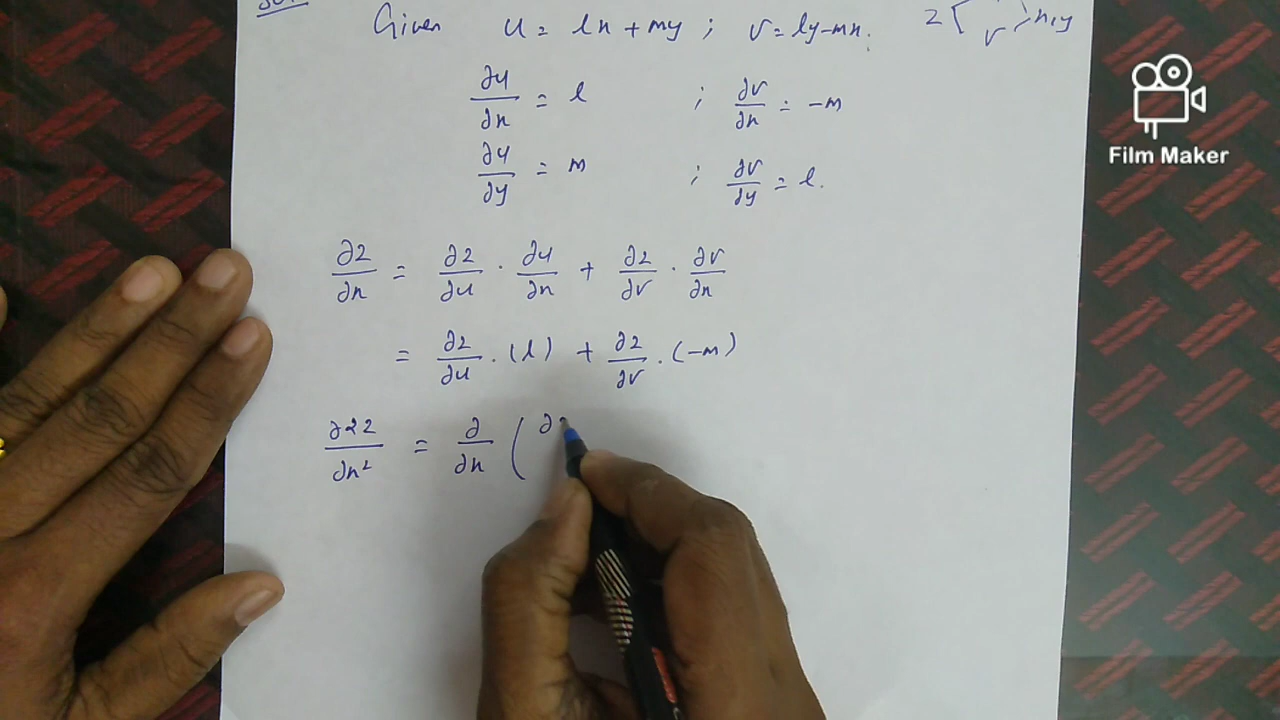 Given u = lx + my ; v = ly - mx. z < v > x, y
∂u/∂x = l ; ∂v/∂x = -m
∂u/∂y = m ; ∂v/∂y = l.
∂z/∂x = ∂z/∂u · ∂u/∂x + ∂z/∂v · ∂v/∂x
= ∂z/∂u . (l) + ∂z/∂v . (-m)
∂²z/∂x² = ∂/∂x ( ∂
Film Maker